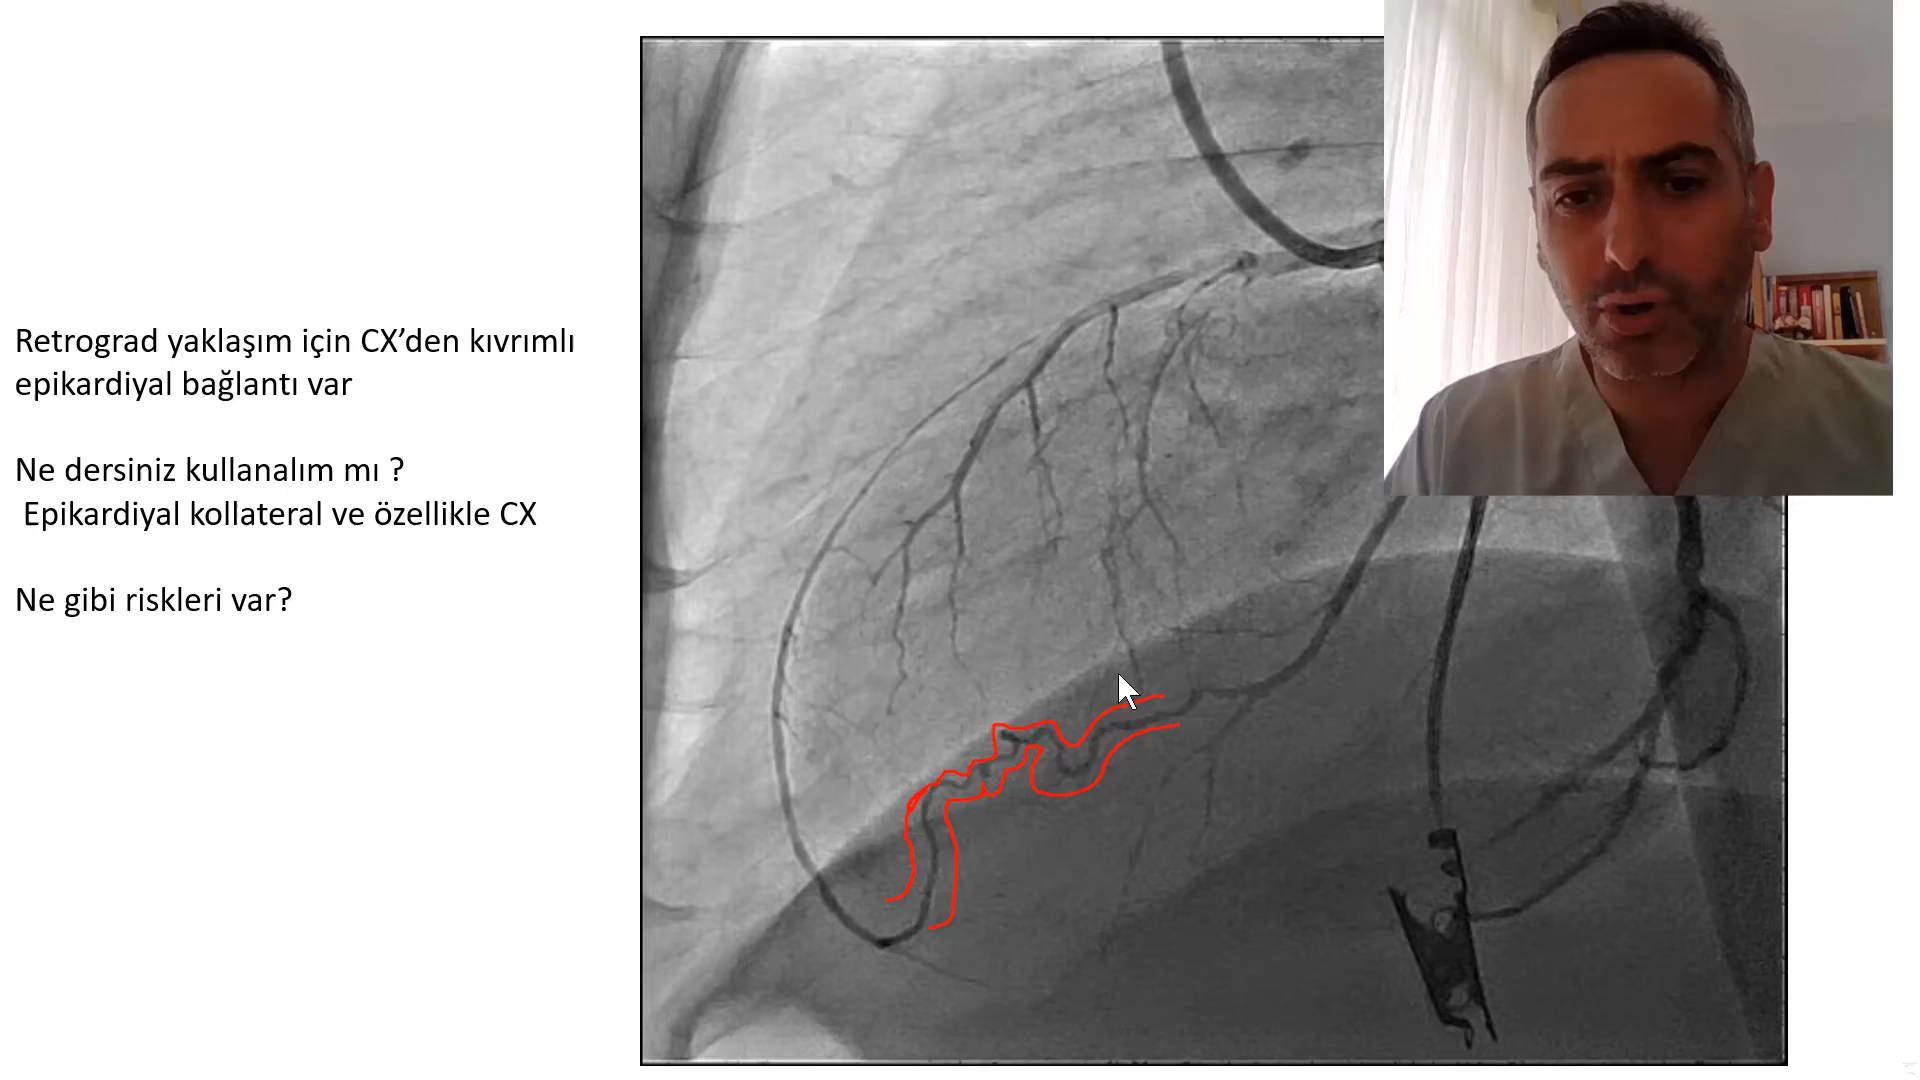 Retrograd yaklaşım için CX’den kıvrımlı
epikardiyal bağlantı var
Ne dersiniz kullanalım mı ?
Epikardiyal kollateral ve özellikle CX
Ne gibi riskleri var?